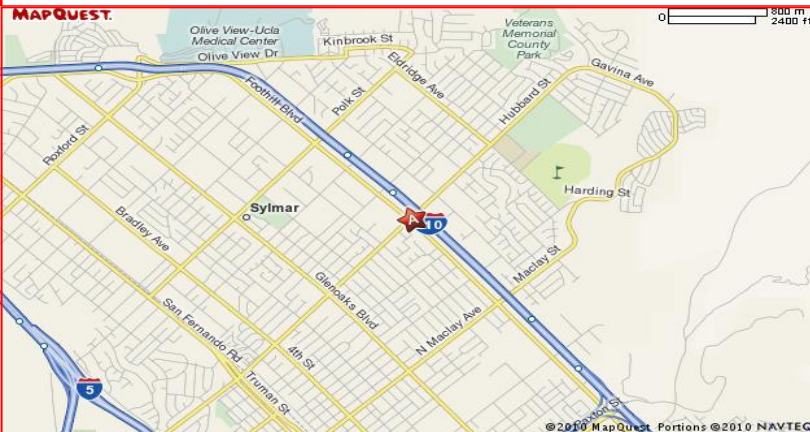 MAPQUEST.
800 m
0
2400 ft
Olive View-Ucla
Medical Center
Kinbrook St
Olive View Dr
Veterans
Memorial
County
Park
Eldridge Ave
Gavina Ave
Foothill Blvd
Polk St
Hubbard St
Roxford St
Harding St
Sylmar
A
10
Bradley Ave
Maclay St
Glenoaks Blvd
San Fernando Rd
N Maclay Ave
4th St
Truman St
5
Paxton St
©2010 MapQuest Portions ©2010 NAVTEQ